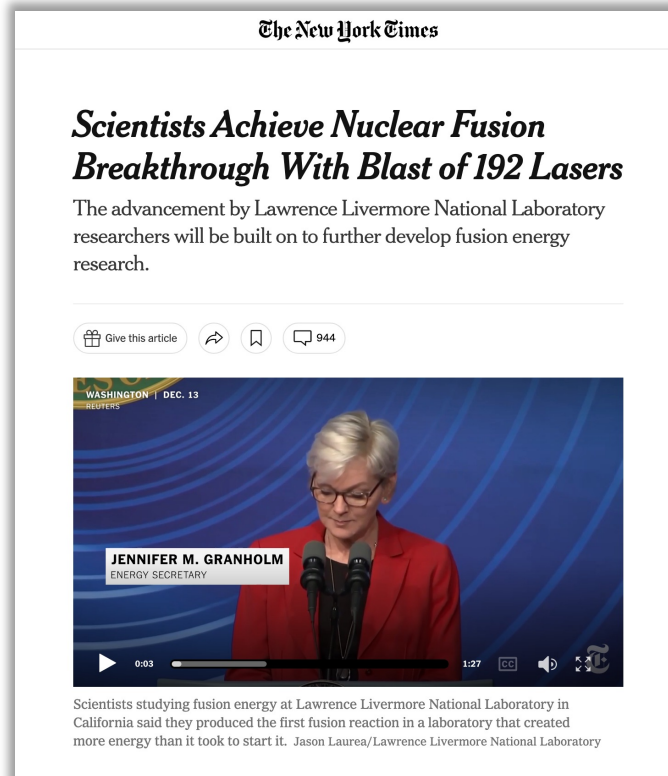 The New York Times
Scientists Achieve Nuclear Fusion
Breakthrough With Blast of 192 Lasers
The advancement by Lawrence Livermore National Laboratory
researchers will be built on to further develop fusion energy
research.
Give this article
944
WASHINGTON | DEC. 13
REUTERS
JENNIFER M. GRANHOLM
ENERGY SECRETARY
0:03
1:27
CC
Scientists studying fusion energy at Lawrence Livermore National Laboratory in
California said they produced the first fusion reaction in a laboratory that created
more energy than it took to start it. Jason Laurea/Lawrence Livermore National Laboratory